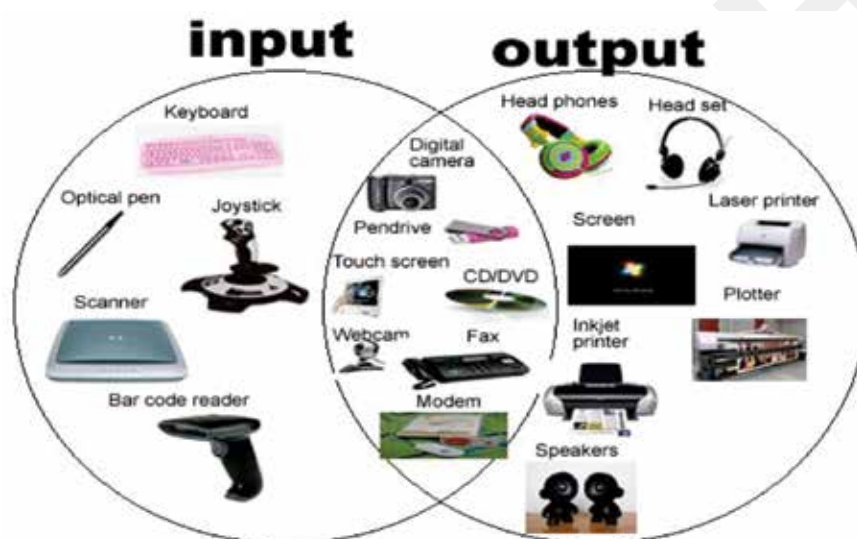 input
output
Keyboard
Optical pen
Joystick
Scanner
Bar code reader
Digital
camera
Pendrive
Touch screen
CD/DVD
Webcam
Fax
Modem
Head phones
Head set
Laser printer
Screen
Plotter
Inkjet
printer
Speakers